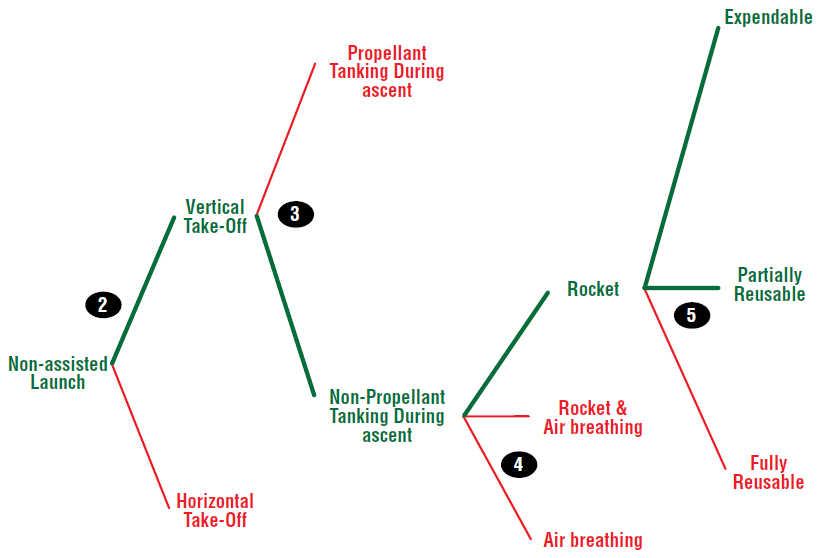 Expendable
Propellant
Tanking During
ascent
Vertical
Take-Off
3
2
Non-assisted
Launch
Horizontal
Take-Off
Non-Propellant
Tanking During
ascent
Rocket
Rocket &
Air breathing
4
Air breathing
Partially
Reusable
5
Fully
Reusable